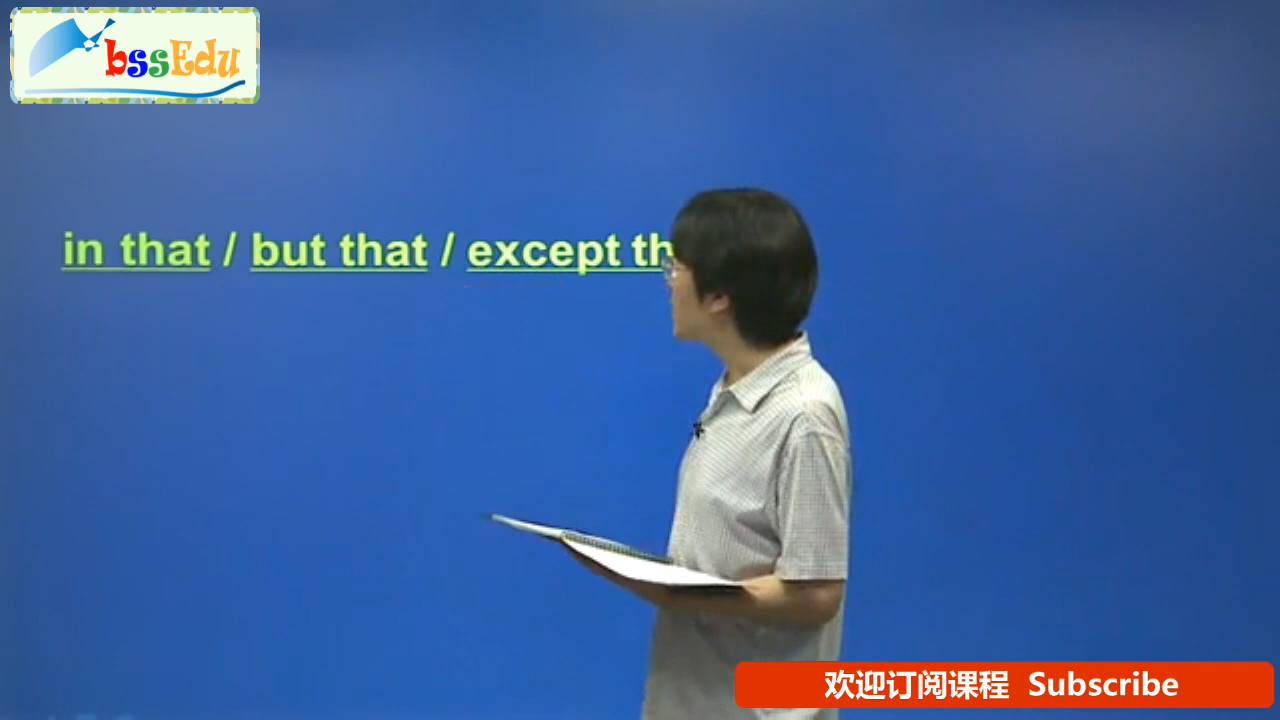 bssEdu
in that / but that / except th
欢迎订阅课程 Subscribe